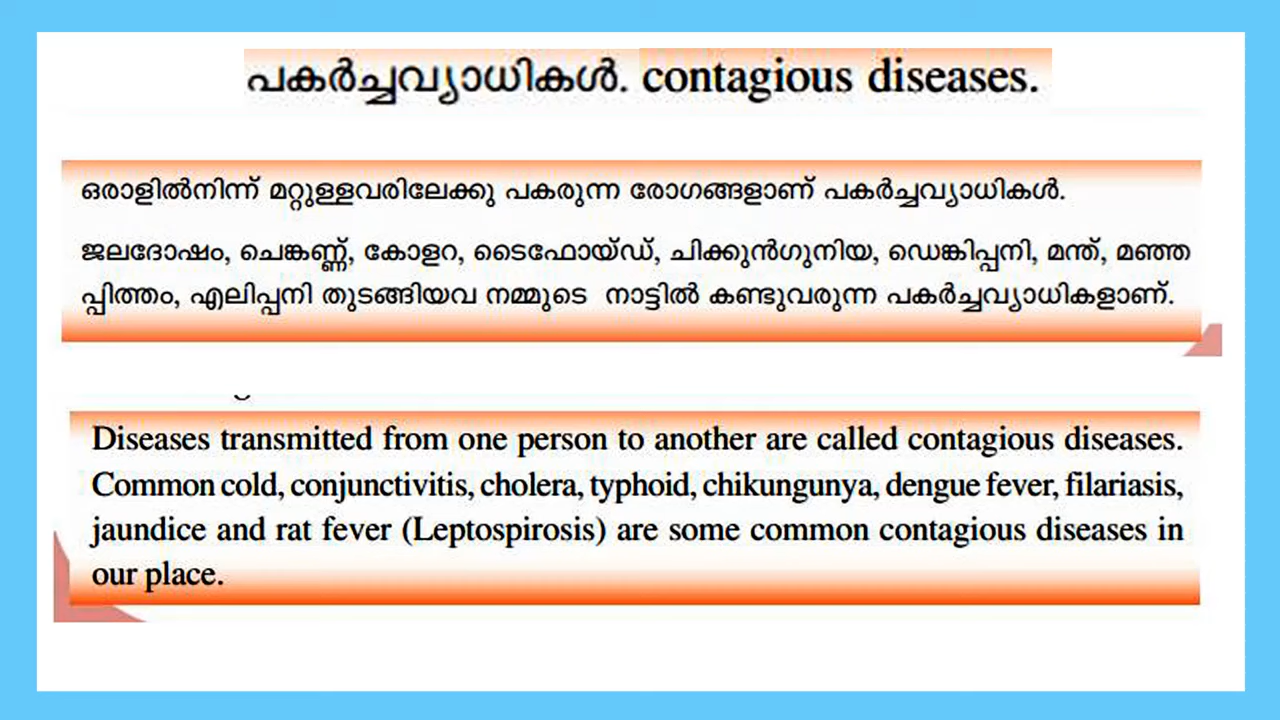 പകർച്ചവ്യാധികൾ. contagious diseases.
ഒരാളിൽനിന്ന് മറ്റുള്ളവരിലേക്കു പകരുന്ന രോഗങ്ങളാണ് പകർച്ചവ്യാധികൾ.
ജലദോഷം, ചെങ്കണ്ണ്, കോളറ, ടൈഫോയ്ഡ്, ചിക്കുൻഗുനിയ, ഡെങ്കിപ്പനി, മന്ത്, മഞ്ഞ
പ്പിത്തം, എലിപ്പനി തുടങ്ങിയവ നമ്മുടെ നാട്ടിൽ കണ്ടുവരുന്ന പകർച്ചവ്യാധികളാണ്.
Diseases transmitted from one person to another are called contagious diseases.
Common cold, conjunctivitis, cholera, typhoid, chikungunya, dengue fever, filariasis,
jaundice and rat fever (Leptospirosis) are some common contagious diseases in
our place.